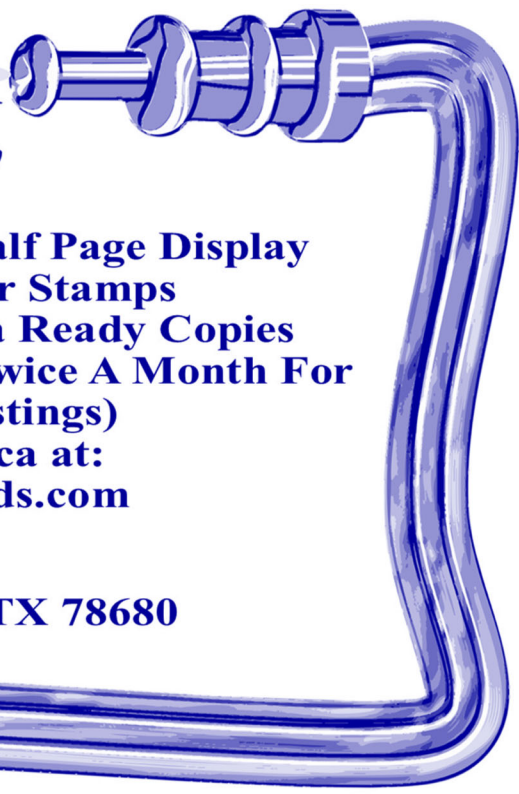 alf Page Display
r Stamps
a Ready Copies
wice A Month For
stings)
ca at:
ds.com
TX 78680